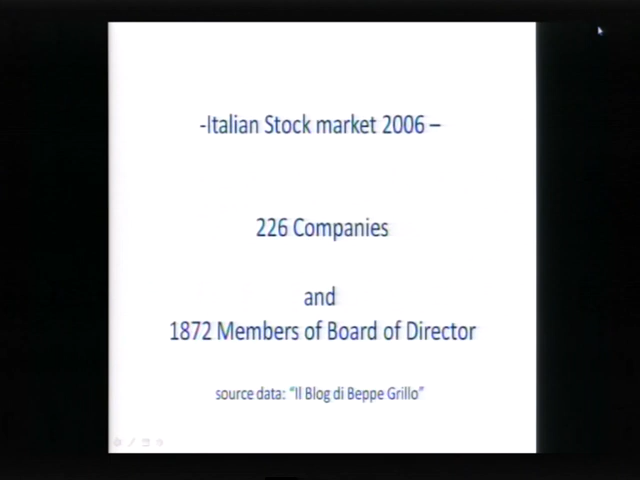 -Italian Stock market 2006 –
226 Companies
and
1872 Members of Board of Director
source data: “Il Blog di Beppe Grillo”